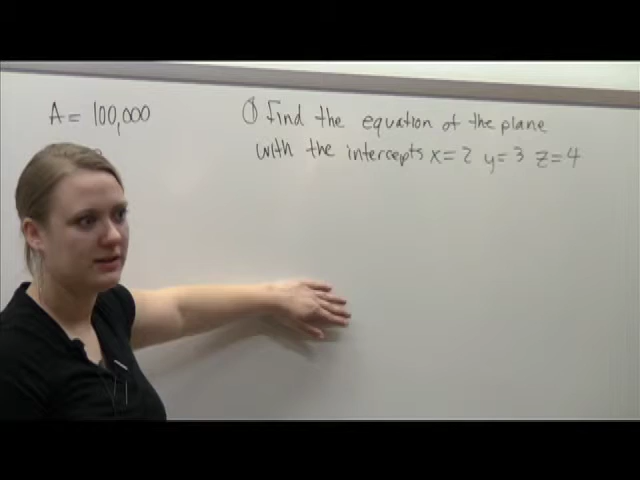 A = 100,000
① Find the equation of the plane
with the intercepts x=2 y=3 z=4